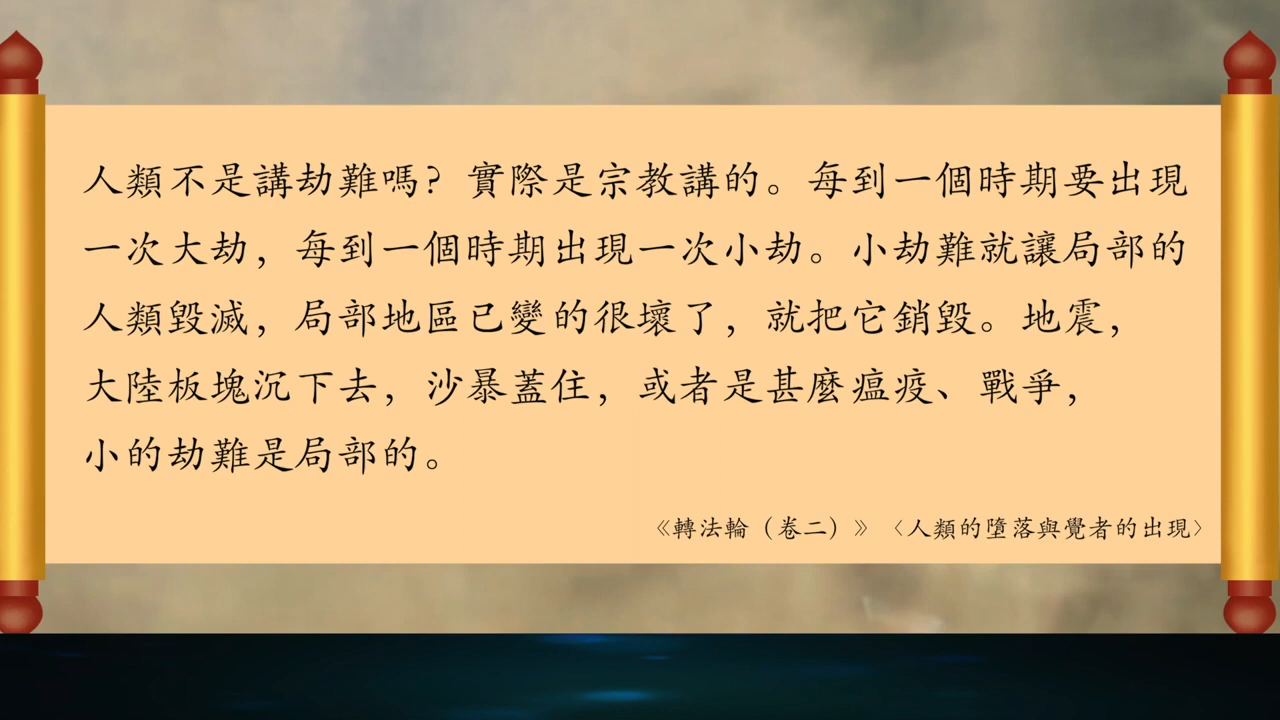 人類不是講劫難嗎？實際是宗教講的。每到一個時期要出現
一次大劫，每到一個時期出現一次小劫。小劫難就讓局部的
人類毀滅，局部地區已變的很壞了，就把它銷毀。地震，
大陸板塊沉下去，沙暴蓋住，或者是甚麼瘟疫、戰爭，
小的劫難是局部的。
《轉法輪（卷二）》〈人類的墮落與覺者的出現〉